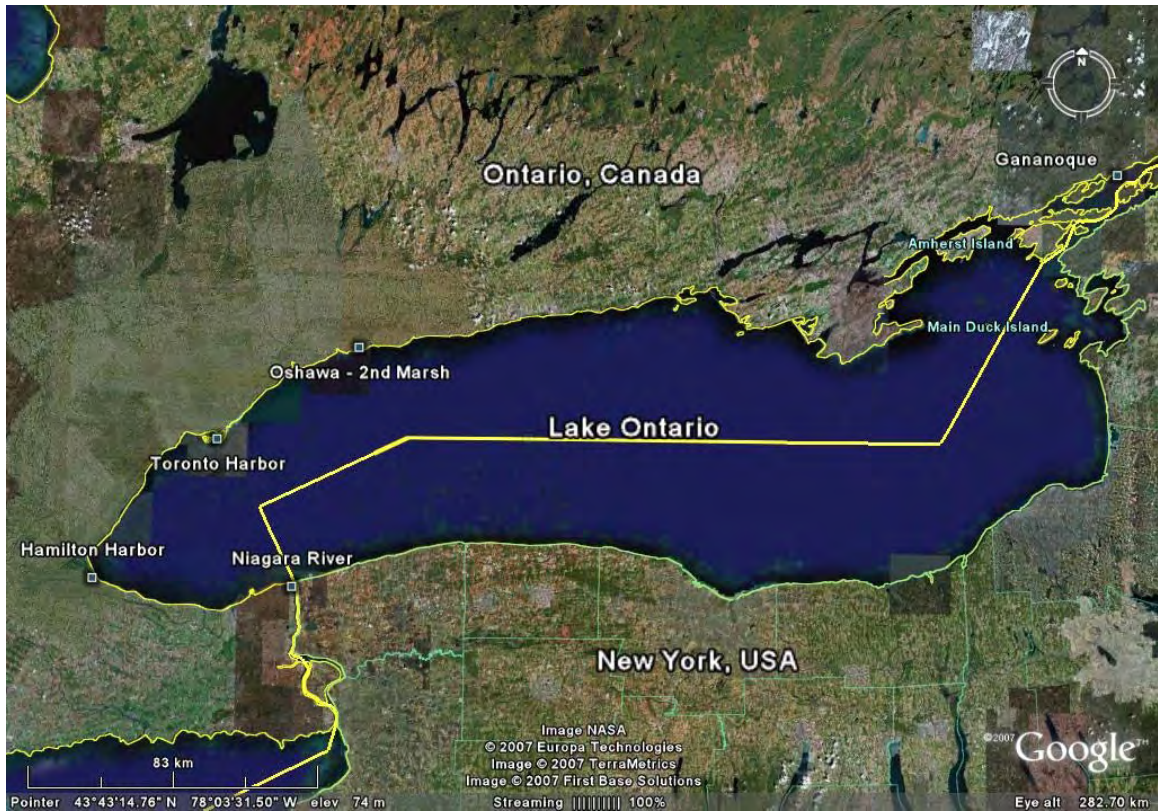 N
Gananoque
Ontario, Canada
Amherst Island
Main Duck Island
Oshawa - 2nd Marsh
Lake Ontario
Toronto Harbor
Hamilton Harbor
Niagara River
New York, USA
Image NASA
© 2007 Europa Technologies
Image © 2007 TerraMetrics
Image © 2007 First Base Solutions
©2007 Google™
83 km
Pointer 43°43'14.76" N 78°03'31.50" W elev 74 m
Streaming |||||||||| 100%
Eye alt 282.70 km